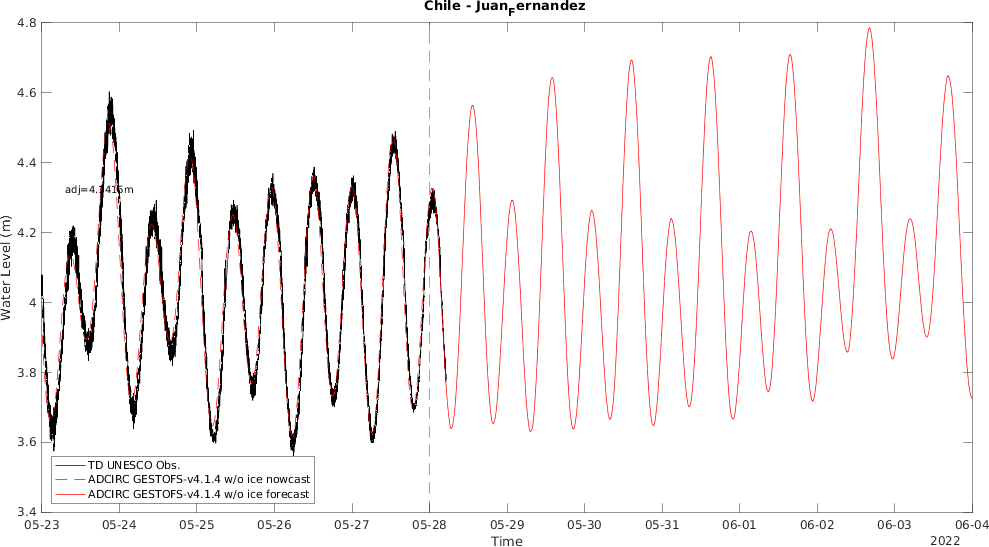 Chile - Juan_Fernandez
4.8
4.6
4.4
4.2
4
3.8
3.6
3.4
Water Level (m)
adj=4.1416m
TD UNESCO Obs.
ADCIRC GESTOFS-v4.1.4 w/o ice nowcast
ADCIRC GESTOFS-v4.1.4 w/o ice forecast
05-23 05-24 05-25 05-26 05-27 05-28 05-29 05-30 05-31 06-01 06-02 06-03 06-04
Time
2022